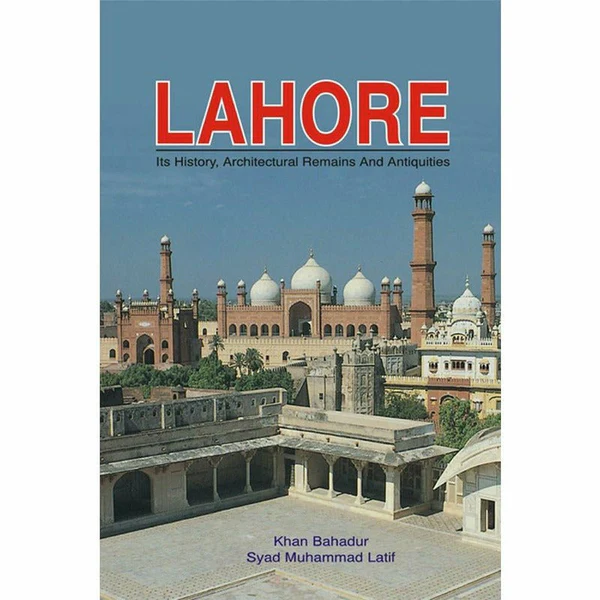 LAHORE
Its History, Architectural Remains And Antiquities
Khan Bahadur
Syad Muhammad Latif